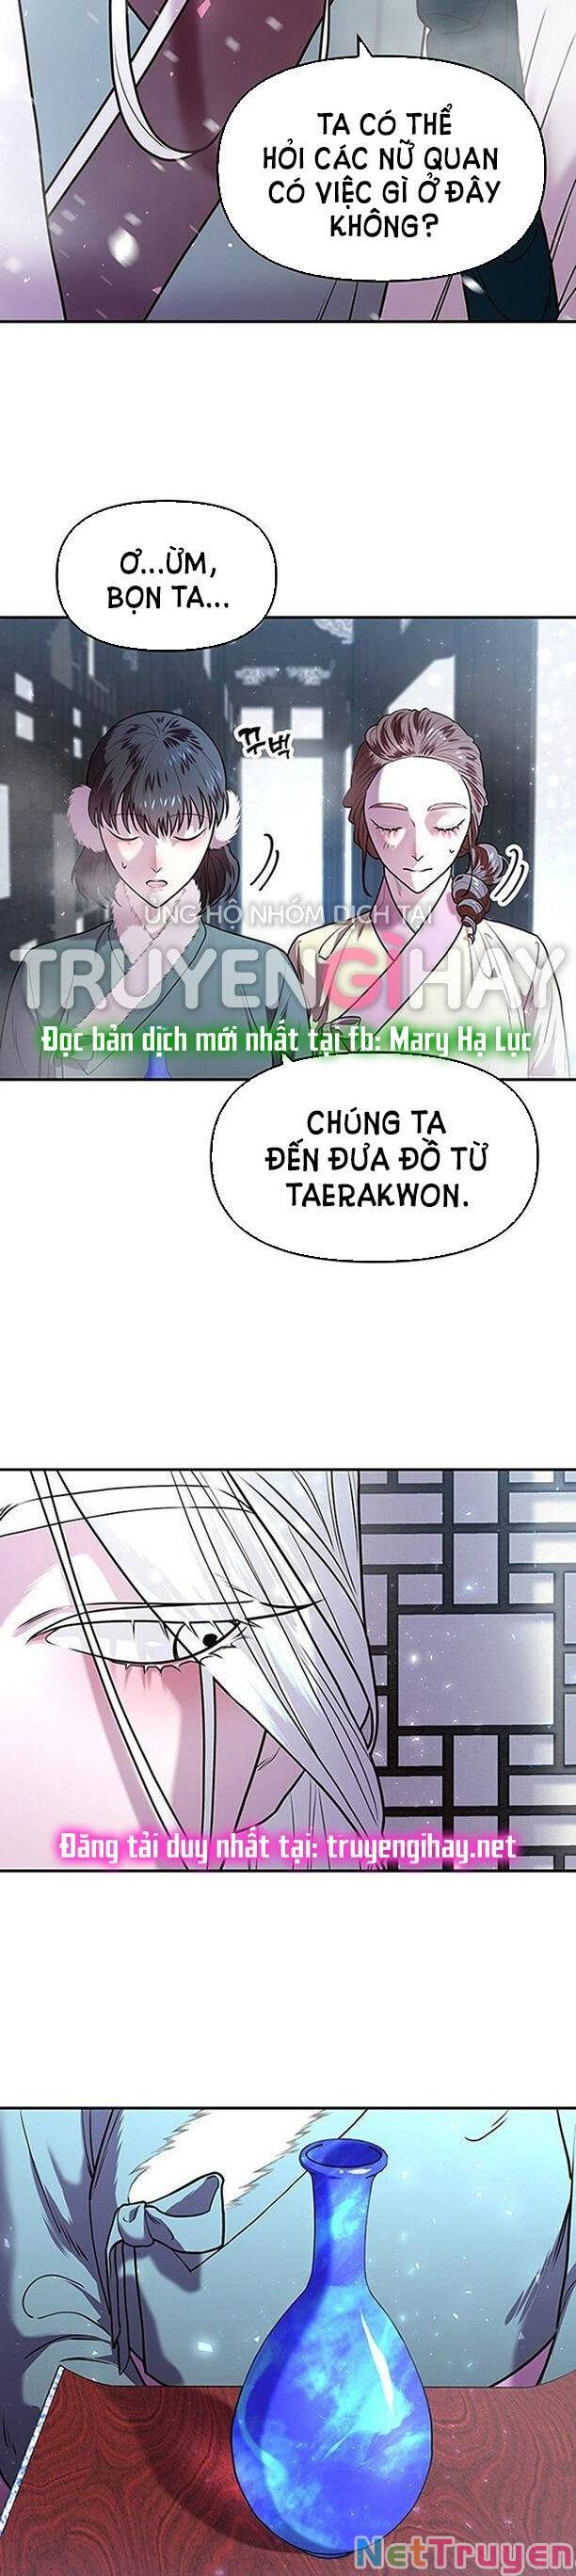 TA CÓ THỂ
HỎI CÁC NỮ QUAN
CÓ VIỆC GÌ Ở ĐÂY
KHÔNG?
Ơ...ỪM,
BỌN TA...
꾸벅
ỦNG HỘ NHÓM DỊCH TẠI
TRUYENGIHAY
Đọc bản dịch mới nhất tại fb: Mary Hạ Lục
CHÚNG TA
ĐẾN ĐƯA ĐỒ TỪ
TAERAKWON.
Đăng tải duy nhất tại: truyengihay.net
NetTruyen